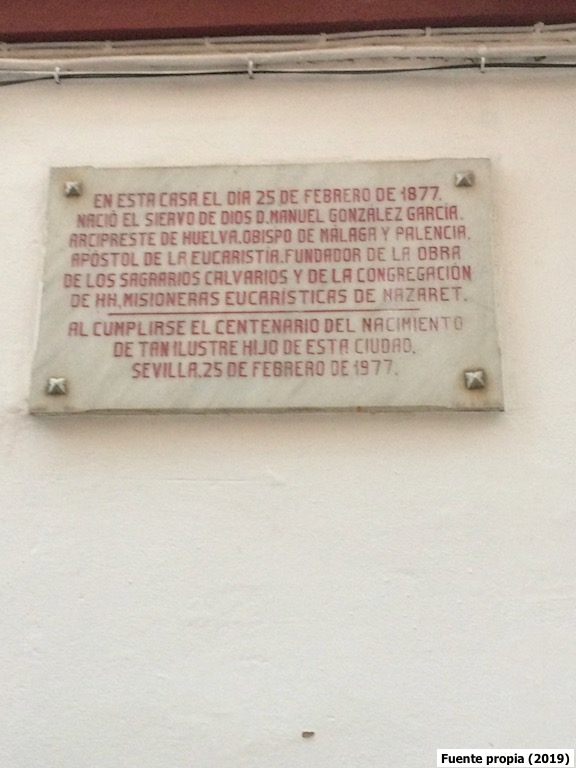 EN ESTA CASA EL DÍA 25 DE FEBRERO DE 1877.
NACIÓ EL SIERVO DE DIOS D.MANUEL GONZALEZ GARCÍA.
ARCIPRESTE DE HUELVA.OBISPO DE MÁLAGA Y PALENCIA.
APÓSTOL DE LA EUCARISTÍA.FUNDADOR DE LA OBRA
DE LOS SAGRARIOS CALVARIOS Y DE LA CONGREGACIÓN
DE HH.MISIONERAS EUCARÍSTICAS DE NAZARET.
AL CUMPLIRSE EL CENTENARIO DEL NACIMIENTO
DE TAN ILUSTRE HIJO DE ESTA CIUDAD.
SEVILLA.25 DE FEBRERO DE 1977.
Fuente propia (2019)